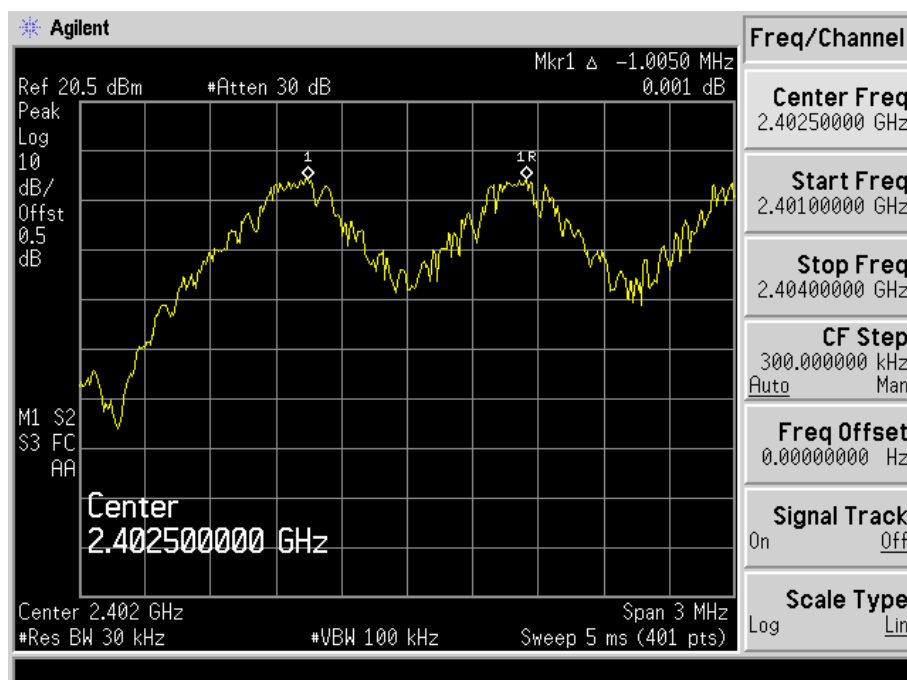 Agilent
Freq/Channel
Mkr1 Δ -1.0050 MHz
Ref 20.5 dBm #Atten 30 dB 0.001 dB
Peak
Log
10
dB/
Offst
0.5
dB
1
1R
M1 S2
S3 FC
AA
Center
2.402500000 GHz
Center 2.402 GHz Span 3 MHz
#Res BW 30 kHz #VBW 100 kHz Sweep 5 ms (401 pts)
Center Freq
2.40250000 GHz
Start Freq
2.40100000 GHz
Stop Freq
2.40400000 GHz
CF Step
300.000000 kHz
Auto Man
Freq Offset
0.00000000 Hz
Signal Track
On Off
Scale Type
Log Lin